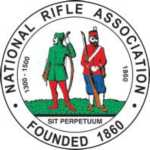 · NATIONAL RIFLE ASSOCIATION ·
1300 - 1500
1860
SIT PERPETUUM
FOUNDED 1860